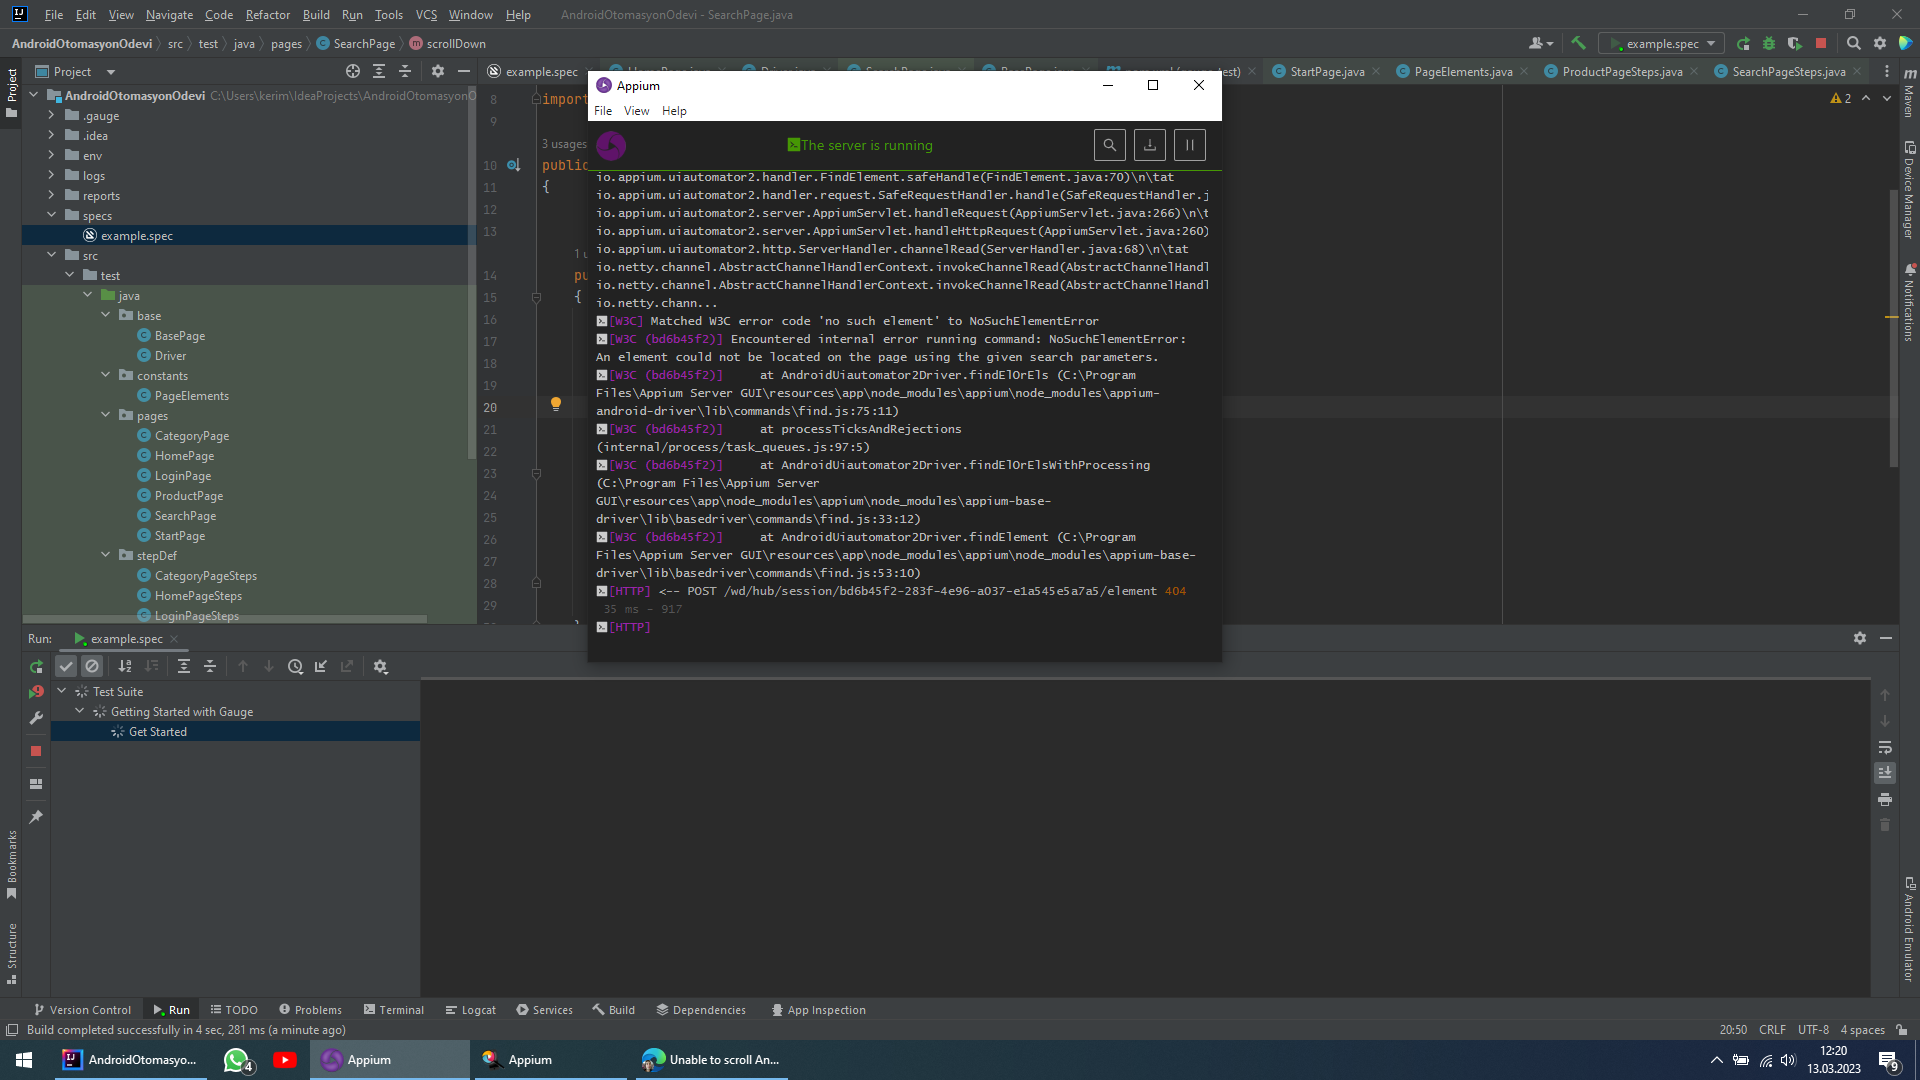 File Edit View Navigate Code Refactor Build Run Tools VCS Window Help AndroidOtomasyonOdevi - SearchPage.java
AndroidOtomasyonOdevi src test java pages SearchPage scrollDown
example.spec
Project
example.spec
test)
StartPage.java
PageElements.java
ProductPageSteps.java
SearchPageSteps.java
AndroidOtomasyonOdevi C:\Users\kerim\IdeaProjects\AndroidOtomasyonO
.gauge
.idea
env
logs
reports
specs
example.spec
src
test
java
base
BasePage
Driver
constants
PageElements
pages
CategoryPage
HomePage
LoginPage
ProductPage
SearchPage
StartPage
stepDef
CategoryPageSteps
HomePageSteps
LoginPageSteps
8 import
9
3 usages
10 public
11 {
12
13
1 u
14 pu
15 {
16
17
18
19
20
21
22
23
24
25
26
27
28
29
2
Appium
File View Help
The server is running
io.appium.uiautomator2.handler.FindElement.safeHandle(FindElement.java:70)\n\tat
io.appium.uiautomator2.handler.request.SafeRequestHandler.handle(SafeRequestHandler.j
io.appium.uiautomator2.server.AppiumServlet.handleRequest(AppiumServlet.java:266)\n\t
io.appium.uiautomator2.server.AppiumServlet.handleHttpRequest(AppiumServlet.java:260)
io.appium.uiautomator2.http.ServerHandler.channelRead(ServerHandler.java:68)\n\tat
io.netty.channel.AbstractChannelHandlerContext.invokeChannelRead(AbstractChannelHandl
io.netty.channel.AbstractChannelHandlerContext.invokeChannelRead(AbstractChannelHandl
io.netty.chann...
[W3C] Matched W3C error code 'no such element' to NoSuchElementError
[W3C (bd6b45f2)] Encountered internal error running command: NoSuchElementError:
An element could not be located on the page using the given search parameters.
[W3C (bd6b45f2)] at AndroidUiautomator2Driver.findElOrEls (C:\Program
Files\Appium Server GUI\resources\app\node_modules\appium\node_modules\appium-
android-driver\lib\commands\find.js:75:11)
[W3C (bd6b45f2)] at processTicksAndRejections
(internal/process/task_queues.js:97:5)
[W3C (bd6b45f2)] at AndroidUiautomator2Driver.findElOrElsWithProcessing
(C:\Program Files\Appium Server
GUI\resources\app\node_modules\appium\node_modules\appium-base-
driver\lib\basedriver\commands\find.js:33:12)
[W3C (bd6b45f2)] at AndroidUiautomator2Driver.findElement (C:\Program
Files\Appium Server GUI\resources\app\node_modules\appium\node_modules\appium-base-
driver\lib\basedriver\commands\find.js:53:10)
[HTTP] <-- POST /wd/hub/session/bd6b45f2-283f-4e96-a037-e1a545e5a7a5/element 404
35 ms - 917
[HTTP]
Project
Bookmarks
Structure
Maven
Device Manager
Notifications
Android Emulator
Run: example.spec
Test Suite
Getting Started with Gauge
Get Started
Version Control Run TODO Problems Terminal Logcat Services Build Dependencies App Inspection
Build completed successfully in 4 sec, 281 ms (a minute ago)
20:50 CRLF UTF-8 4 spaces
AndroidOtomasyo...
4
Appium
Appium
Unable to scroll An...
12:20
13.03.2023
9